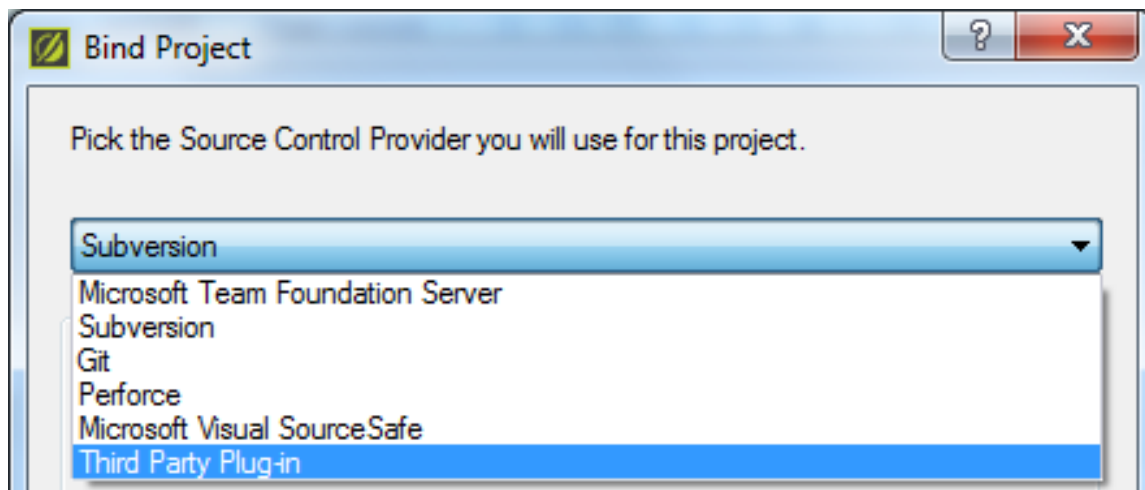 Bind Project
Pick the Source Control Provider you will use for this project.
Subversion
Microsoft Team Foundation Server
Subversion
Git
Perforce
Microsoft Visual SourceSafe
Third Party Plug-in